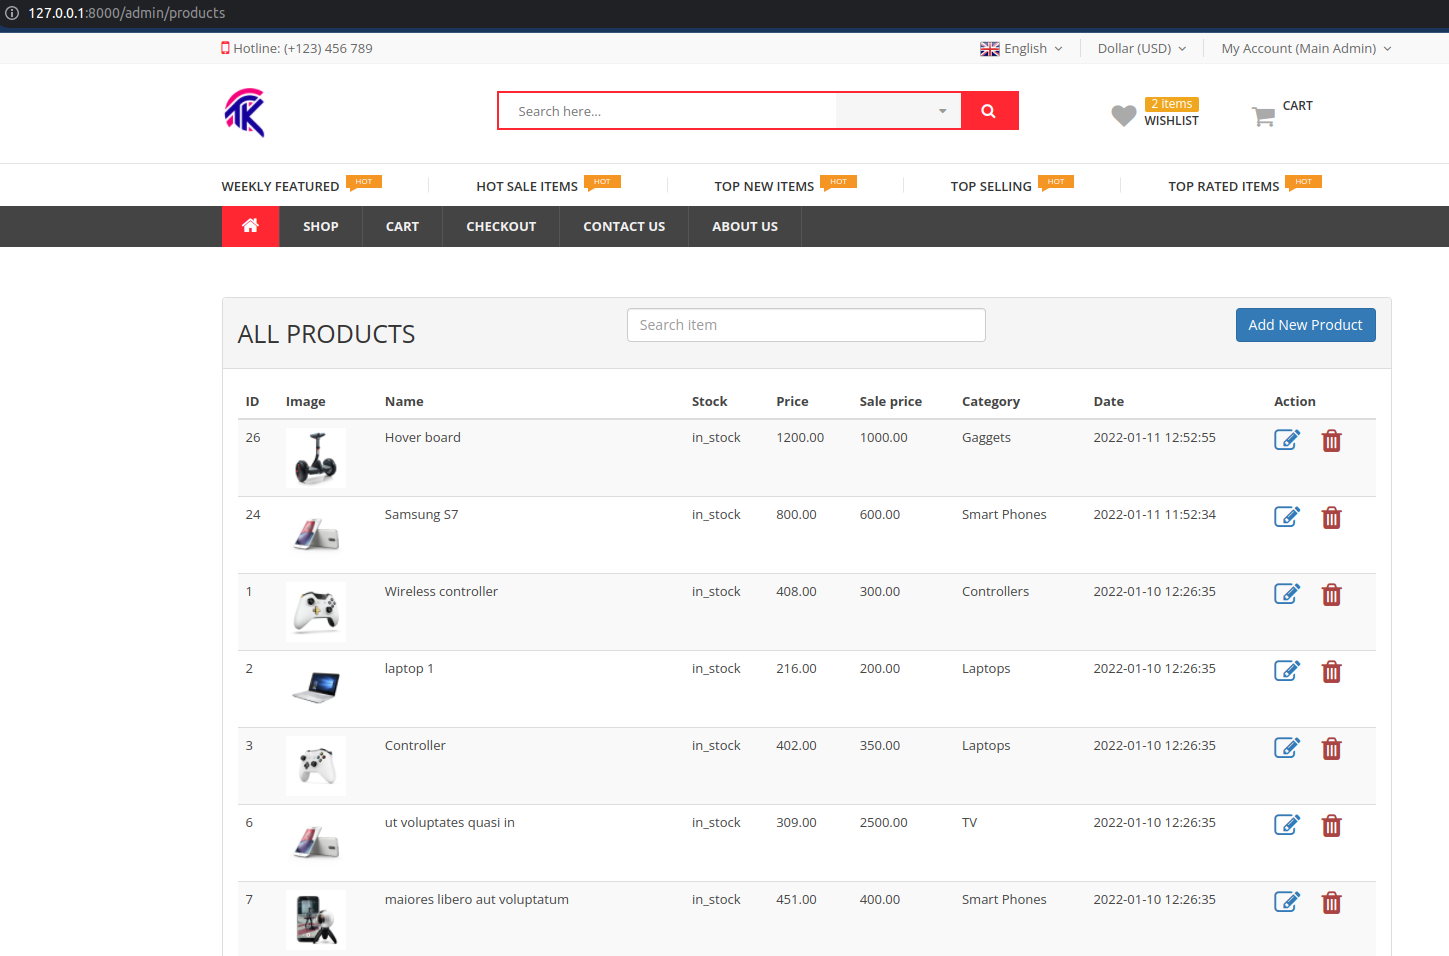 127.0.0.1:8000/admin/products
Hotline: (+123) 456 789
English
Dollar (USD)
My Account (Main Admin)
TK
Search here...
2 items
WISHLIST
CART
WEEKLY FEATURED HOT
HOT SALE ITEMS HOT
TOP NEW ITEMS HOT
TOP SELLING HOT
TOP RATED ITEMS HOT
SHOP CART CHECKOUT CONTACT US ABOUT US
ALL PRODUCTS
Search item
Add New Product
ID Image Name Stock Price Sale price Category Date Action
26 Hover board in_stock 1200.00 1000.00 Gaggets 2022-01-11 12:52:55
24 Samsung S7 in_stock 800.00 600.00 Smart Phones 2022-01-11 11:52:34
1 Wireless controller in_stock 408.00 300.00 Controllers 2022-01-10 12:26:35
2 laptop 1 in_stock 216.00 200.00 Laptops 2022-01-10 12:26:35
3 Controller in_stock 402.00 350.00 Laptops 2022-01-10 12:26:35
6 ut voluptates quasi in in_stock 309.00 2500.00 TV 2022-01-10 12:26:35
7 maiores libero aut voluptatum in_stock 451.00 400.00 Smart Phones 2022-01-10 12:26:35